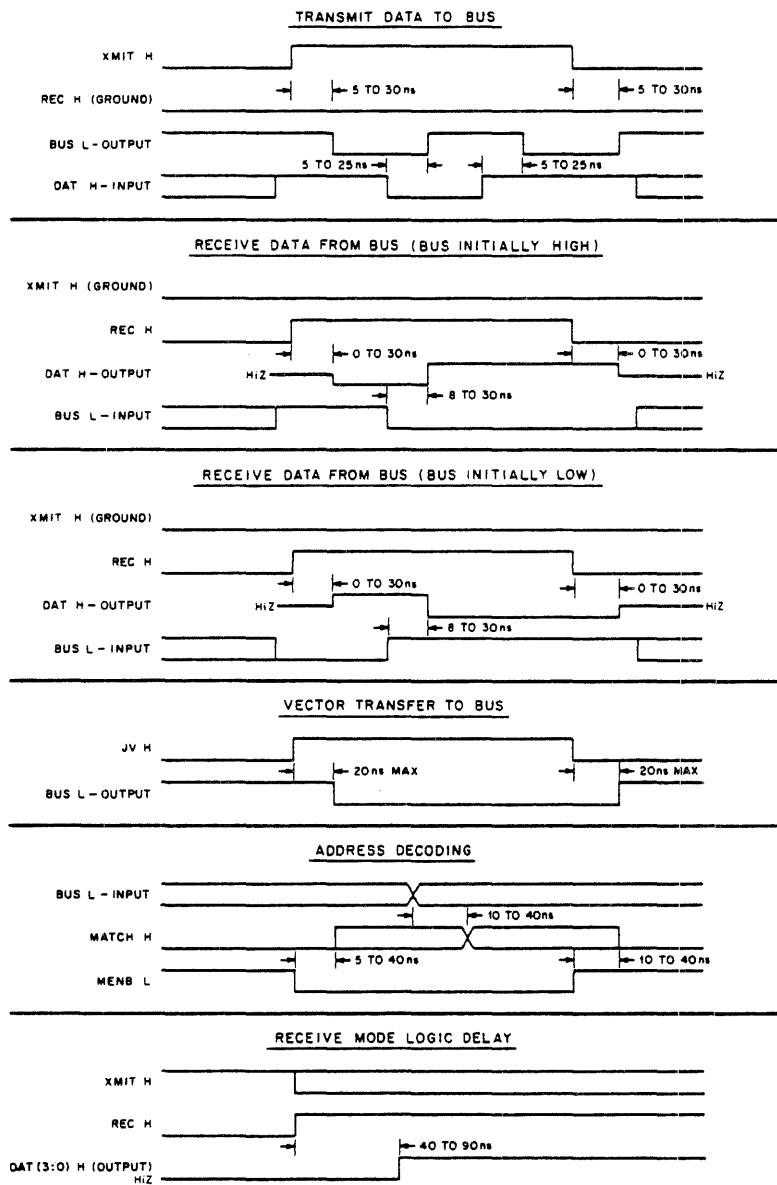 TRANSMIT DATA TO BUS
XMIT H
5 TO 30ns 5 TO 30ns
REC H (GROUND)
BUS L-OUTPUT
5 TO 25ns 5 TO 25ns
DAT H-INPUT
RECEIVE DATA FROM BUS (BUS INITIALLY HIGH)
XMIT H (GROUND)
REC H
0 TO 30ns 0 TO 30ns
DAT H-OUTPUT HiZ HiZ
8 TO 30ns
BUS L-INPUT
RECEIVE DATA FROM BUS (BUS INITIALLY LOW)
XMIT H (GROUND)
REC H
0 TO 30ns 0 TO 30ns
DAT H-OUTPUT HiZ HiZ
8 TO 30ns
BUS L-INPUT
VECTOR TRANSFER TO BUS
JV H
20ns MAX 20ns MAX
BUS L-OUTPUT
ADDRESS DECODING
BUS L-INPUT
10 TO 40ns
MATCH H
5 TO 40ns 10 TO 40ns
MENB L
RECEIVE MODE LOGIC DELAY
XMIT H
REC H
40 TO 90ns
DAT (3:0) H (OUTPUT)
HiZ